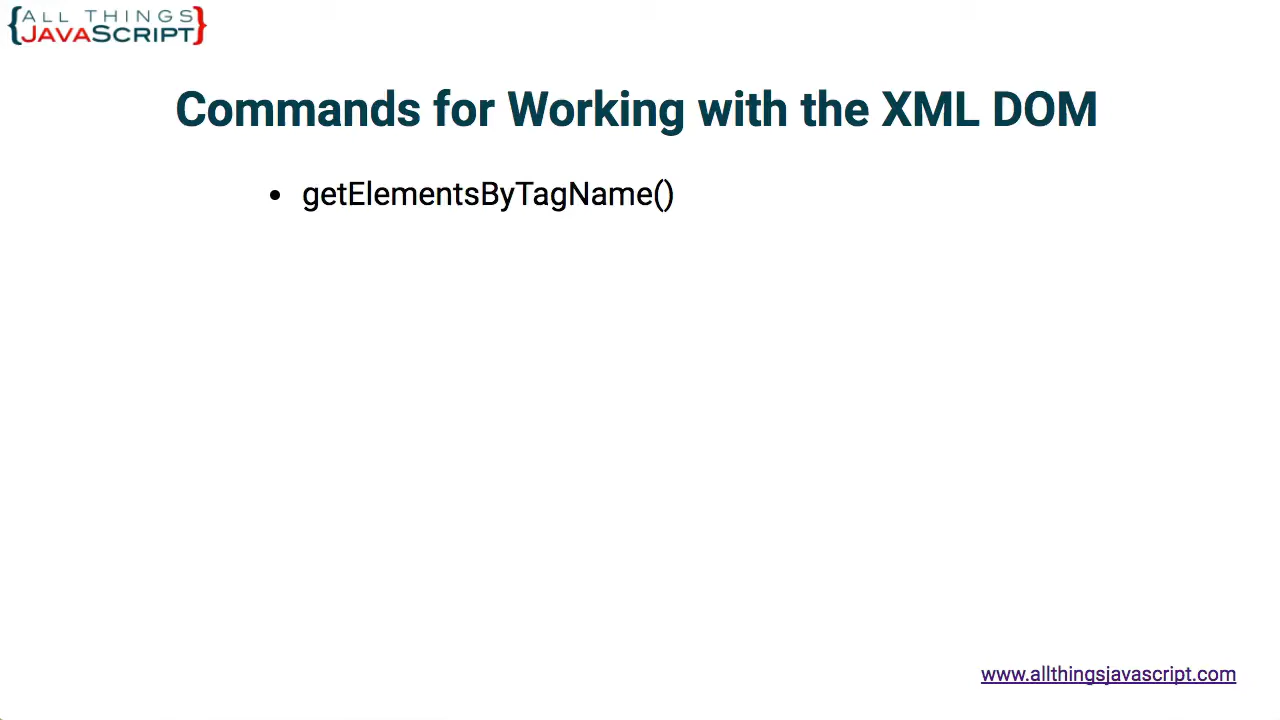 {ALL THINGS
JAVASCRIPT}
Commands for Working with the XML DOM
• getElementsByTagName()
www.allthingsjavascript.com